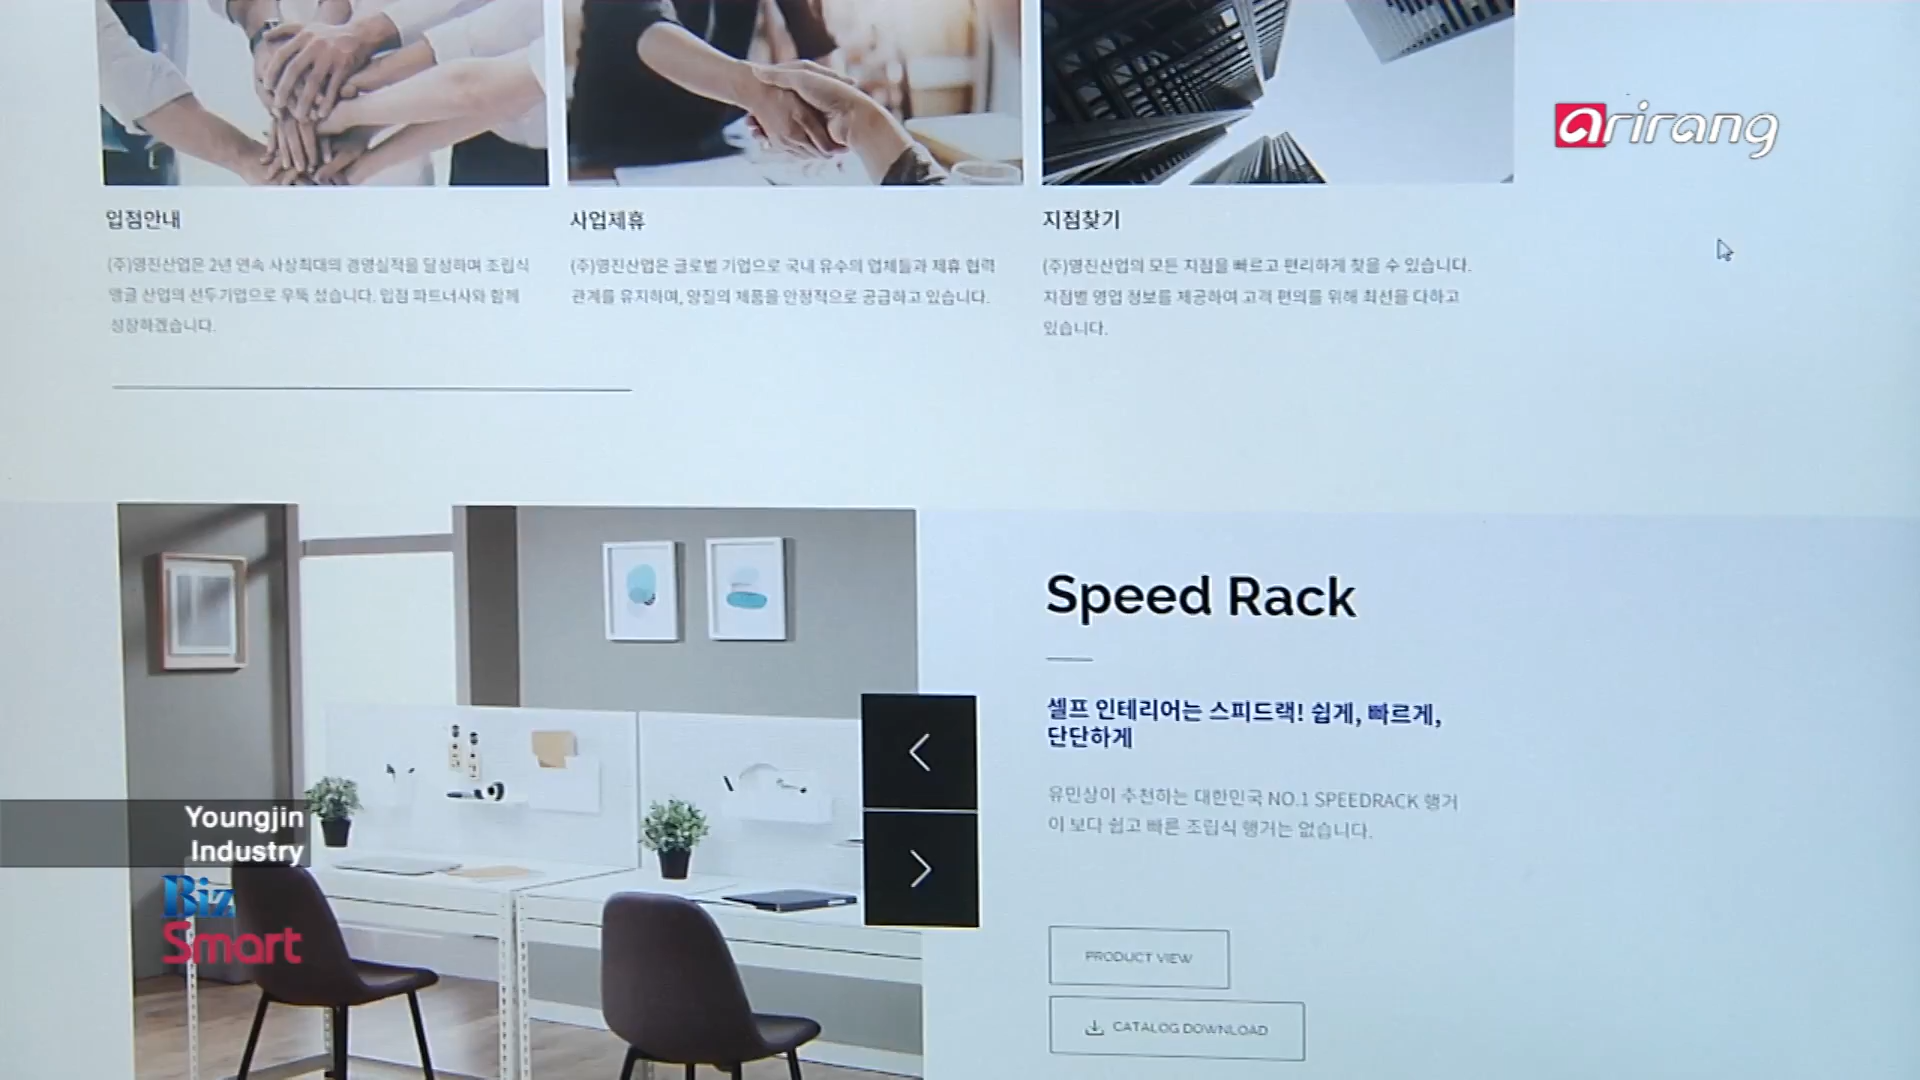 arirang
입점안내
(주)영진산업은 2년 연속 사상최대의 경영실적을 달성하며 조립식
앵글 산업의 선두기업으로 우뚝 섰습니다. 입점 파트너사와 함께
성장하겠습니다.
사업제휴
(주)영진산업은 글로벌 기업으로 국내 유수의 업체들과 제휴 협력
관계를 유지하며, 양질의 제품을 안정적으로 공급하고 있습니다.
지점찾기
(주)영진산업의 모든 지점을 빠르고 편리하게 찾을 수 있습니다.
지점별 영업 정보를 제공하여 고객 편의를 위해 최선을 다하고
있습니다.
Speed Rack
셀프 인테리어는 스피드랙! 쉽게, 빠르게,
단단하게
유민상이 추천하는 대한민국 NO.1 SPEEDRACK 행거
이 보다 쉽고 빠른 조립식 행거는 없습니다.
PRODUCT VIEW
CATALOG DOWNLOAD
Youngjin
Industry
Biz
Smart